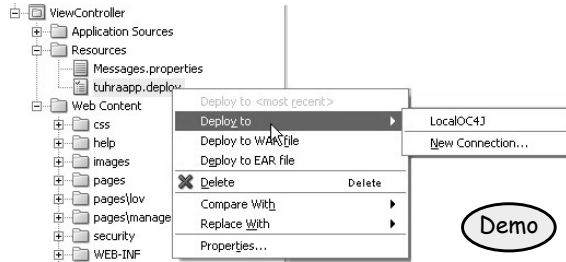 ViewController
Application Sources
Resources
Messages.properties
tuhraapp.deploy
Web Content
css
help
images
pages
pages\lov
pages\manage
security
WEB-INF
Deploy to <most recent>
Deploy to
Deploy to WAR file
Deploy to EAR file
Delete Delete
Compare With
Replace With
Properties...
LocalOC4J
New Connection...
Demo